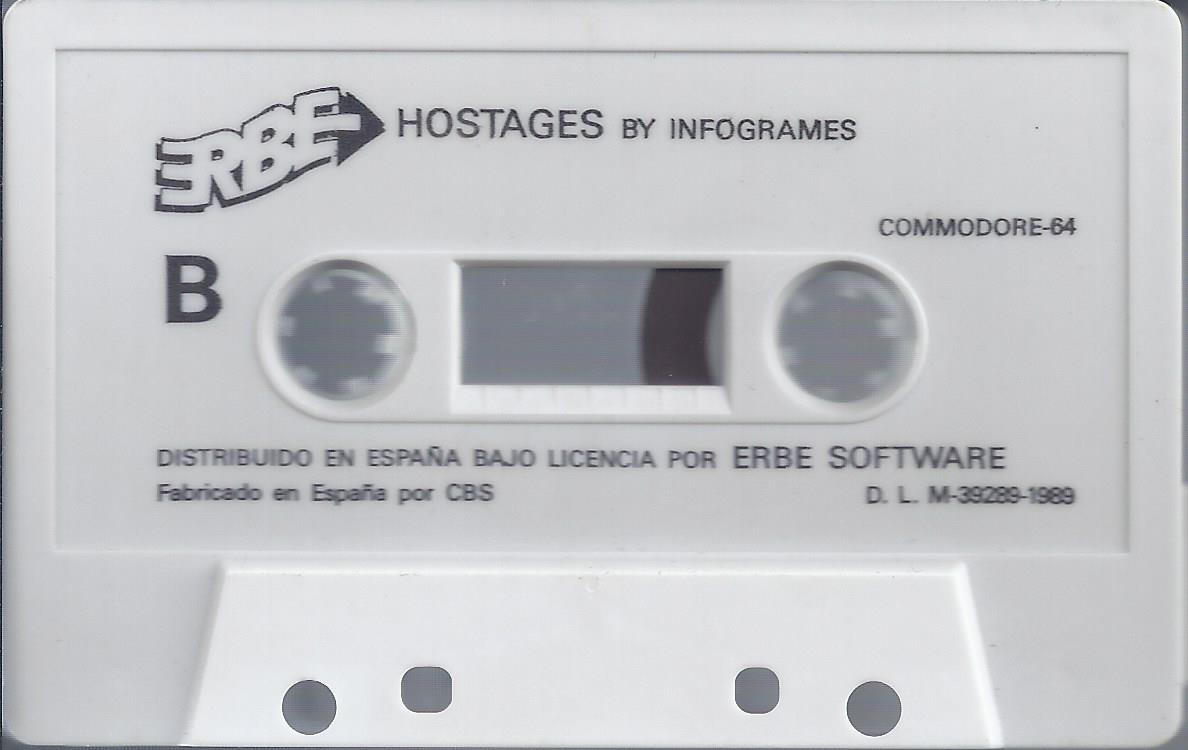 ERBE
HOSTAGES BY INFOGRAMES
COMMODORE-64
B
DISTRIBUIDO EN ESPAÑA BAJO LICENCIA POR ERBE SOFTWARE
Fabricado en España por CBS
D. L. M-39289-1989